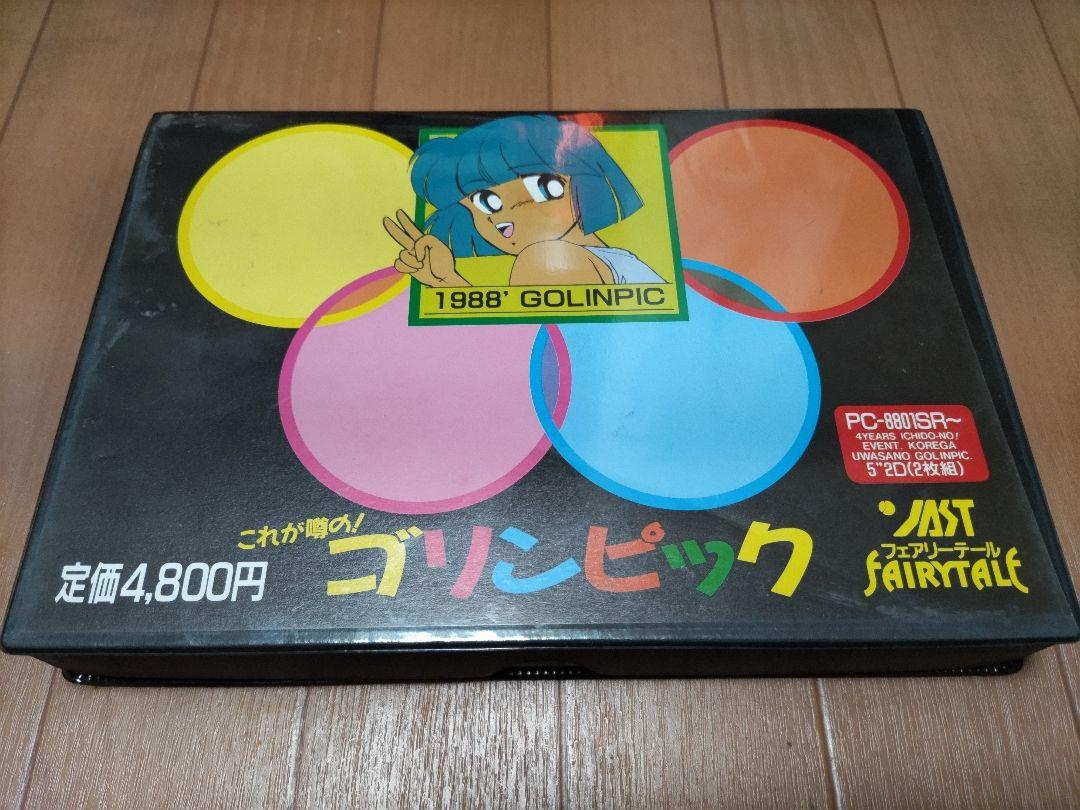 1988' GOLINPIC
PC-8801SR～
4YEARS ICHIDO-NO!
EVENT. KOREGA
UWASANO GOLINPIC.
5"2D(2枚組)
これが噂の!
ゴリンピック
定価4,800円
JAST
フェアリーテール
FAIRYTALE